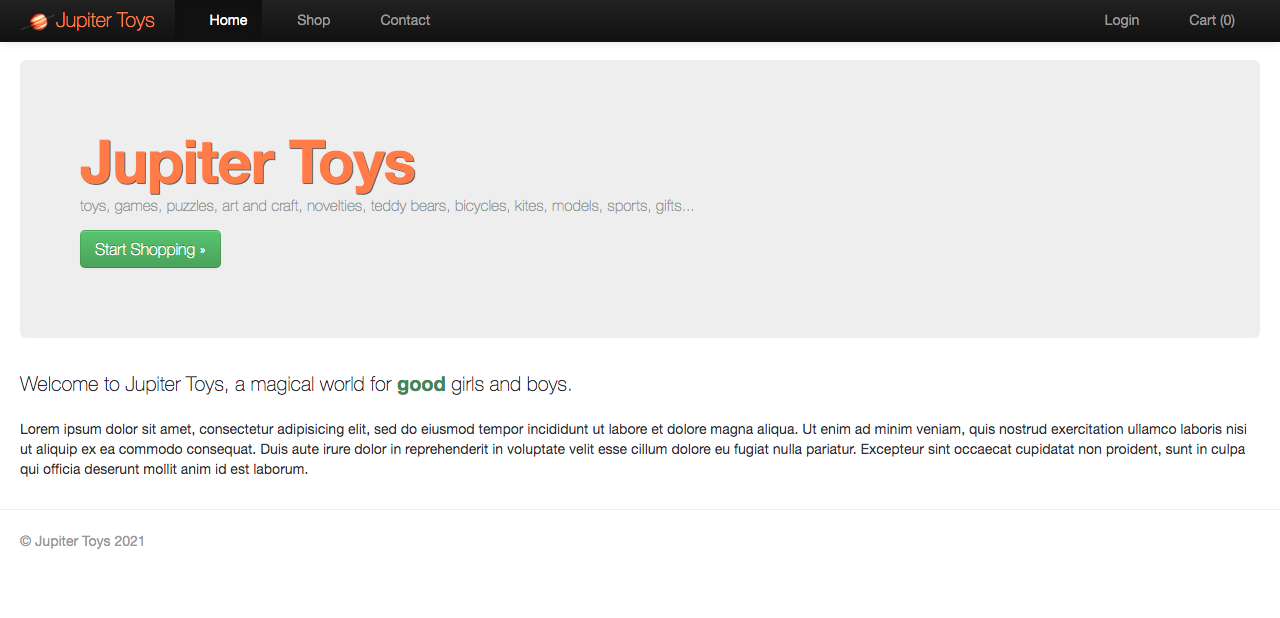 Jupiter Toys Home Shop Contact Login Cart (0)
Jupiter Toys
toys, games, puzzles, art and craft, novelties, teddy bears, bicycles, kites, models, sports, gifts...
Start Shopping »
Welcome to Jupiter Toys, a magical world for good girls and boys.
Lorem ipsum dolor sit amet, consectetur adipisicing elit, sed do eiusmod tempor incididunt ut labore et dolore magna aliqua. Ut enim ad minim veniam, quis nostrud exercitation ullamco laboris nisi
ut aliquip ex ea commodo consequat. Duis aute irure dolor in reprehenderit in voluptate velit esse cillum dolore eu fugiat nulla pariatur. Excepteur sint occaecat cupidatat non proident, sunt in culpa
qui officia deserunt mollit anim id est laborum.
© Jupiter Toys 2021